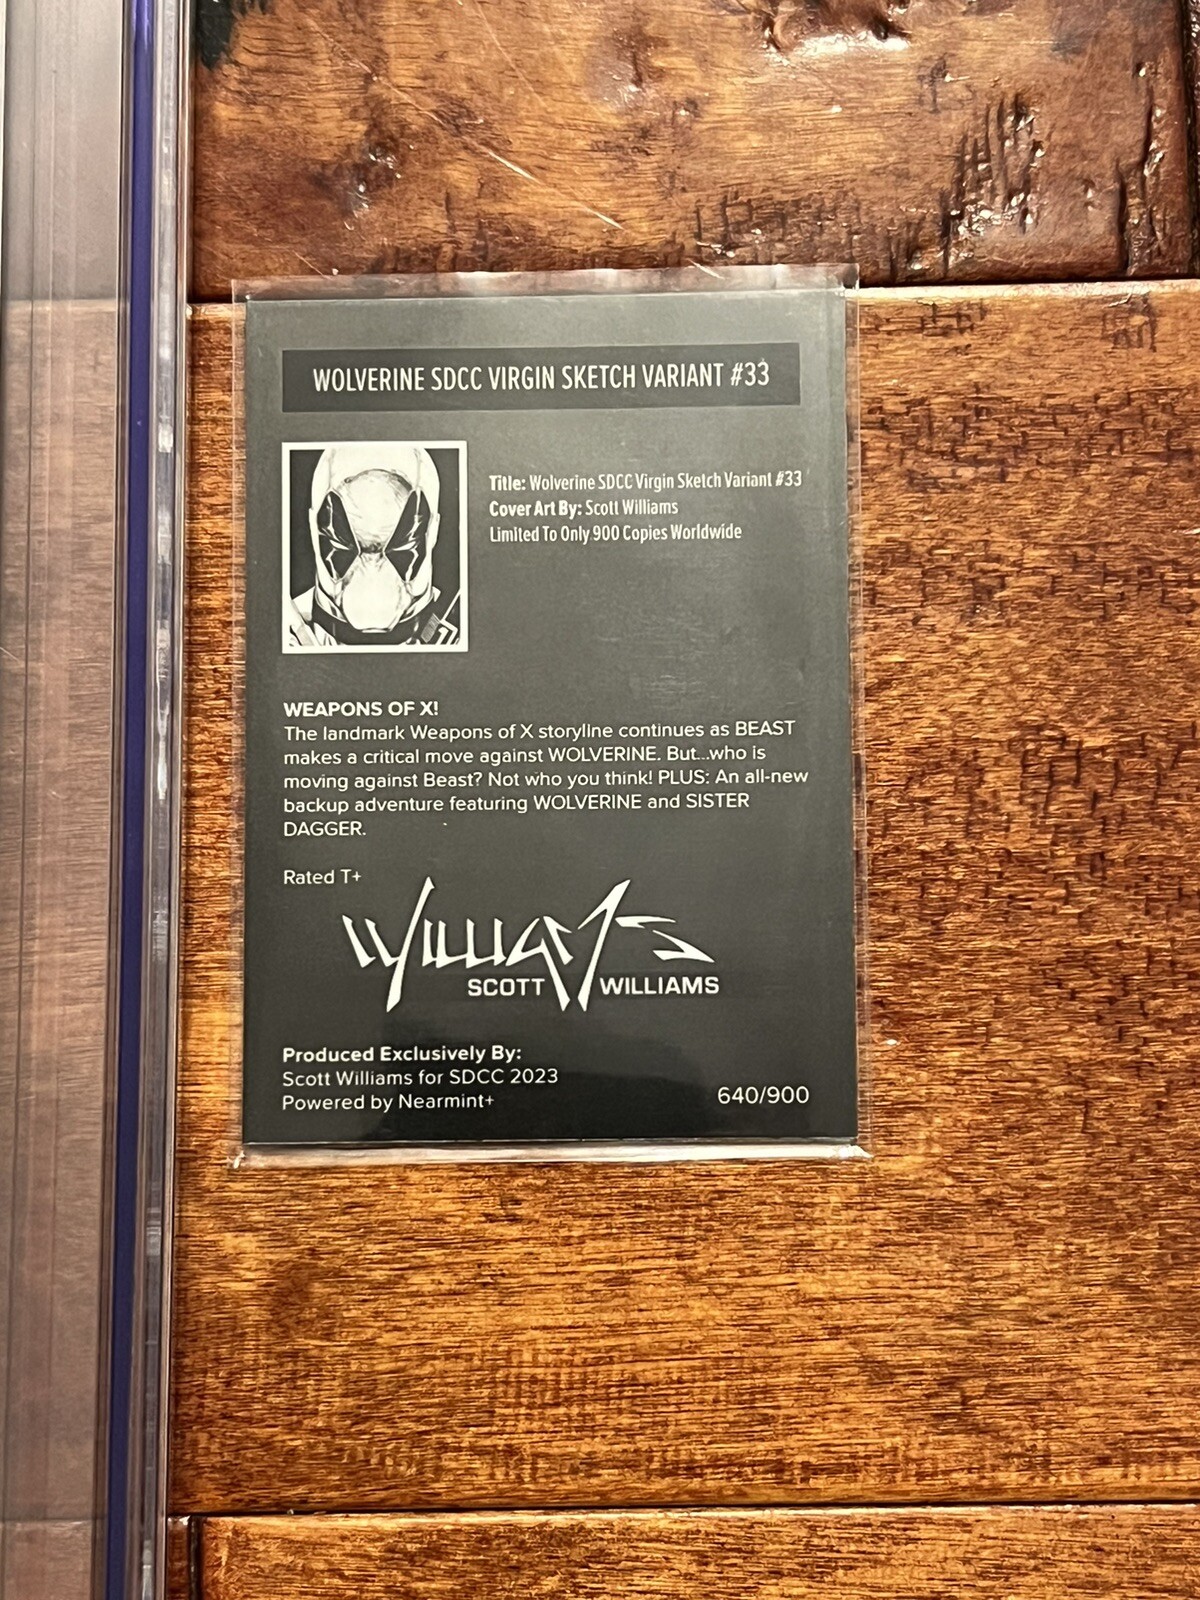 WOLVERINE SDCC VIRGIN SKETCH VARIANT #33
Title: Wolverine SDCC Virgin Sketch Variant #33
Cover Art By: Scott Williams
Limited To Only 900 Copies Worldwide
WEAPONS OF X!
The landmark Weapons of X storyline continues as BEAST
makes a critical move against WOLVERINE. But...who is
moving against Beast? Not who you think! PLUS: An all-new
backup adventure featuring WOLVERINE and SISTER
DAGGER.
Rated T+
WILLIAMS
SCOTT WILLIAMS
Produced Exclusively By:
Scott Williams for SDCC 2023
Powered by Nearmint+
640/900